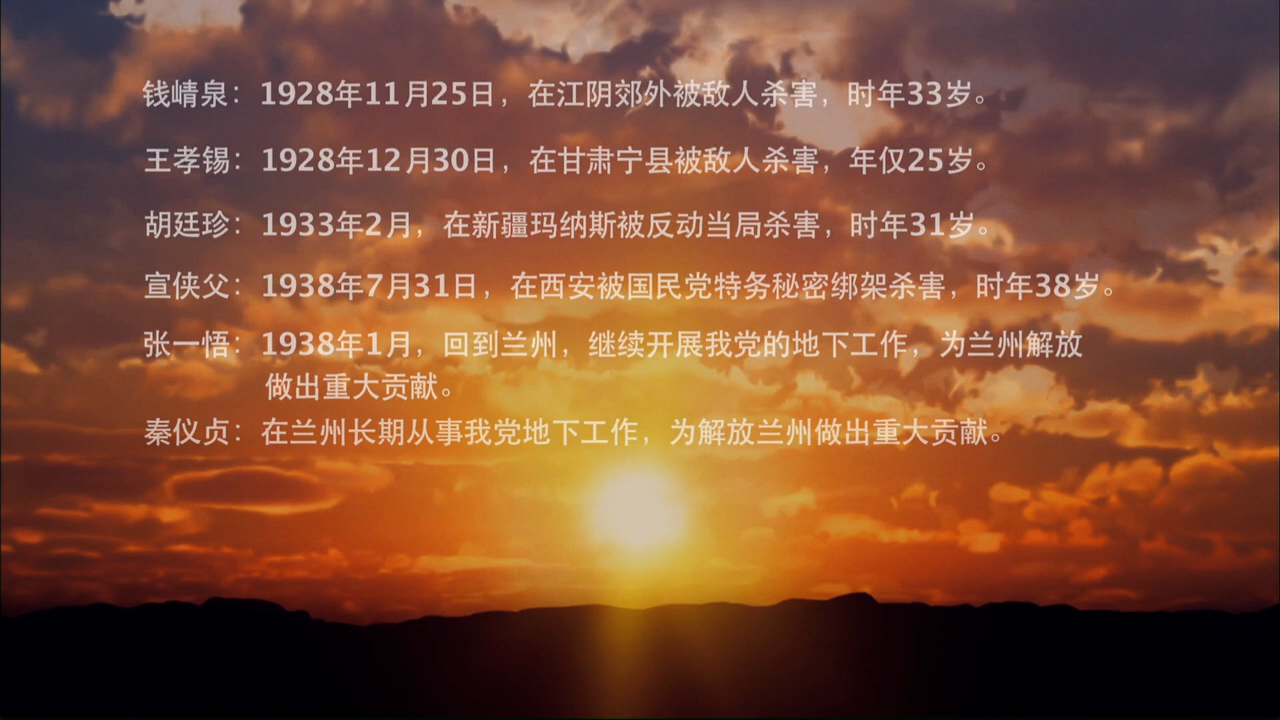 钱崝泉：1928年11月25日，在江阴郊外被敌人杀害，时年33岁。
王孝锡：1928年12月30日，在甘肃宁县被敌人杀害，年仅25岁。
胡廷珍：1933年2月，在新疆玛纳斯被反动当局杀害，时年31岁。
宣侠父：1938年7月31日，在西安被国民党特务秘密绑架杀害，时年38岁。
张一悟：1938年1月，回到兰州，继续开展我党的地下工作，为兰州解放
做出重大贡献。
秦仪贞：在兰州长期从事我党地下工作，为解放兰州做出重大贡献。